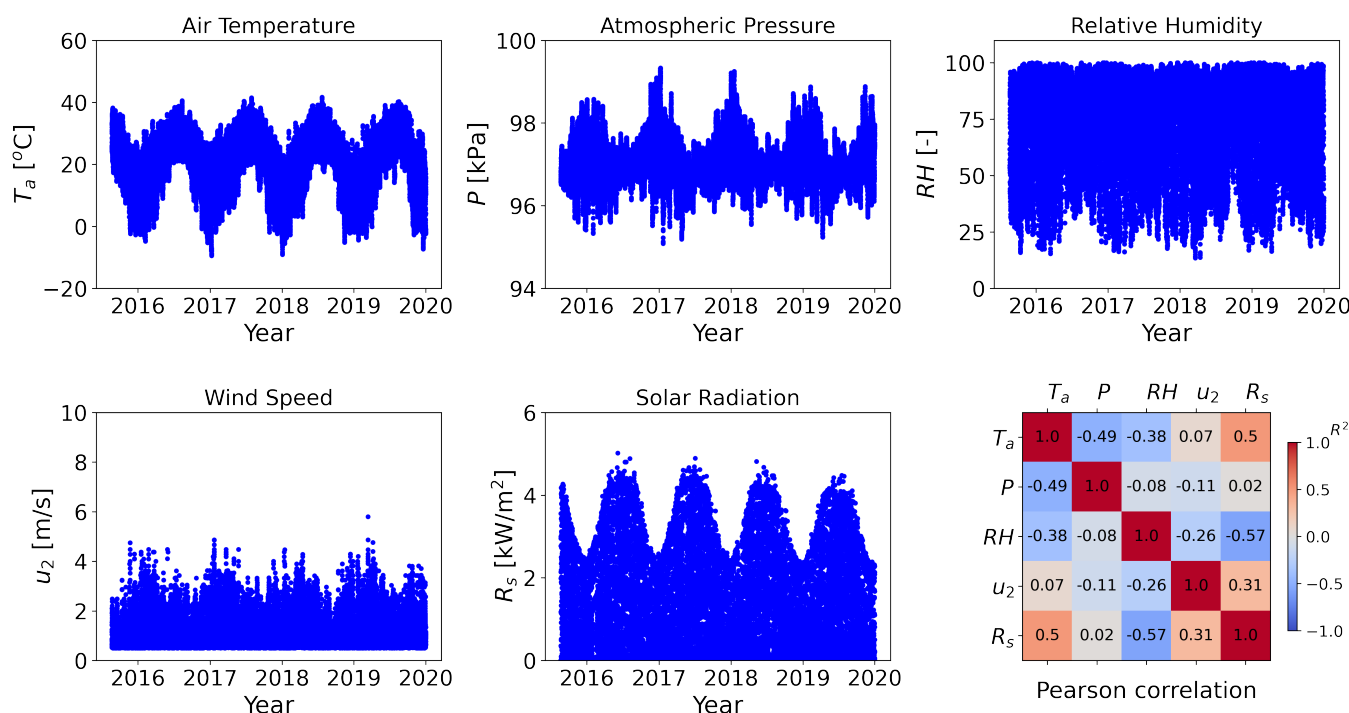 Air Temperature
60
40
20
0
−20
T_a [°C]
2016 2017 2018 2019 2020
Year
Atmospheric Pressure
100
98
96
94
P [kPa]
2016 2017 2018 2019 2020
Year
Relative Humidity
100
75
50
25
0
RH [-]
2016 2017 2018 2019 2020
Year
Wind Speed
10
8
6
4
2
0
u_2 [m/s]
2016 2017 2018 2019 2020
Year
Solar Radiation
6
4
2
0
R_s [kW/m²]
2016 2017 2018 2019 2020
Year
T_a P RH u_2 R_s
T_a 1.0 -0.49 -0.38 0.07 0.5
P -0.49 1.0 -0.08 -0.11 0.02
RH -0.38 -0.08 1.0 -0.26 -0.57
u_2 0.07 -0.11 -0.26 1.0 0.31
R_s 0.5 0.02 -0.57 0.31 1.0
R²
1.0
0.5
0.0
−0.5
−1.0
Pearson correlation